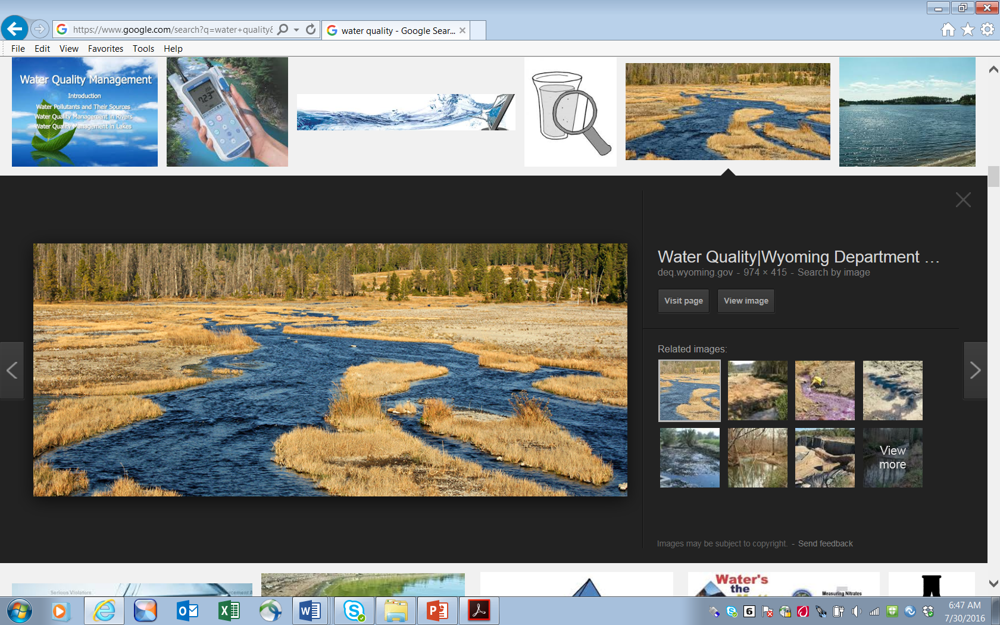 https://www.google.com/search?q=water+quality&
water quality - Google Sear...
File Edit View Favorites Tools Help
Water Quality Management
Introduction
Water Pollutants and Their Sources
Water Quality Management in Rivers
Water Quality Management in Lakes
7.23
Water Quality|Wyoming Department ...
deq.wyoming.gov - 974 × 415 - Search by image
Visit page View image
Related images:
View
more
Images may be subject to copyright. - Send feedback
Serious Violators
Water's
the
Measuring Nitrates
6
6:47 AM
7/30/2016